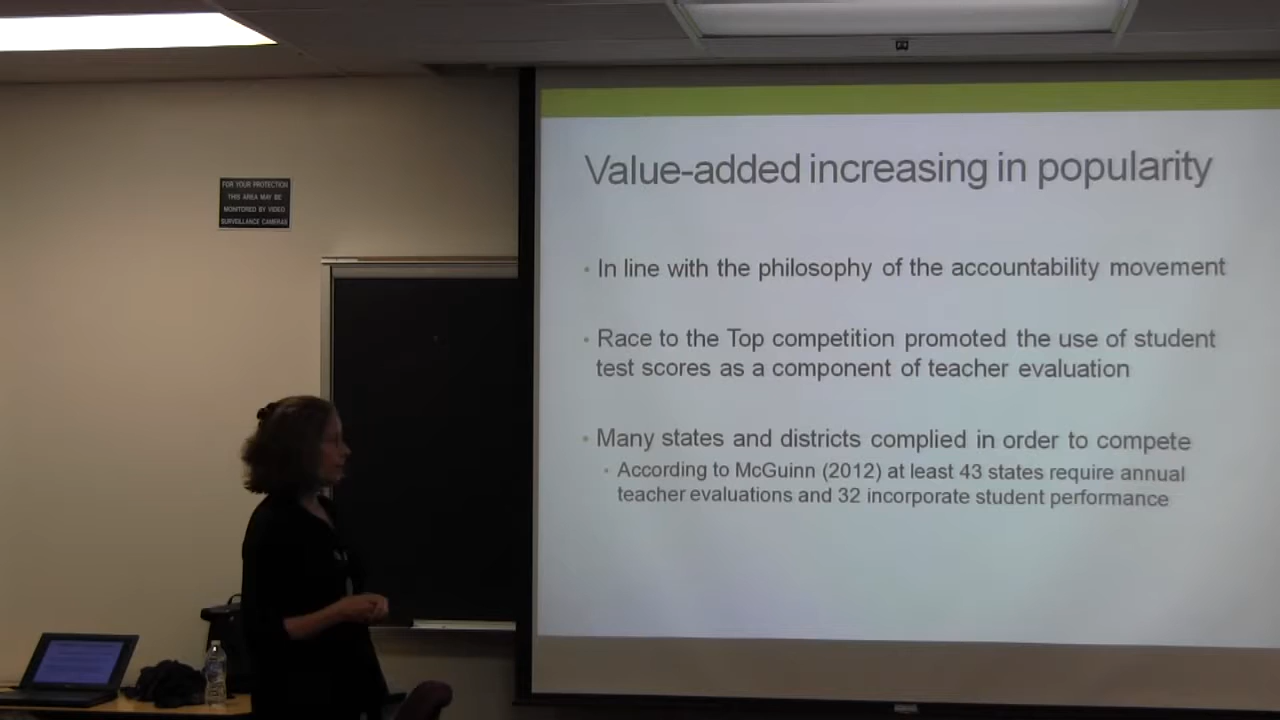 FOR YOUR PROTECTION
THIS AREA MAY BE
MONITORED BY VIDEO
SURVEILLANCE CAMERAS
Value-added increasing in popularity
• In line with the philosophy of the accountability movement
• Race to the Top competition promoted the use of student
test scores as a component of teacher evaluation
• Many states and districts complied in order to compete
• According to McGuinn (2012) at least 43 states require annual
teacher evaluations and 32 incorporate student performance